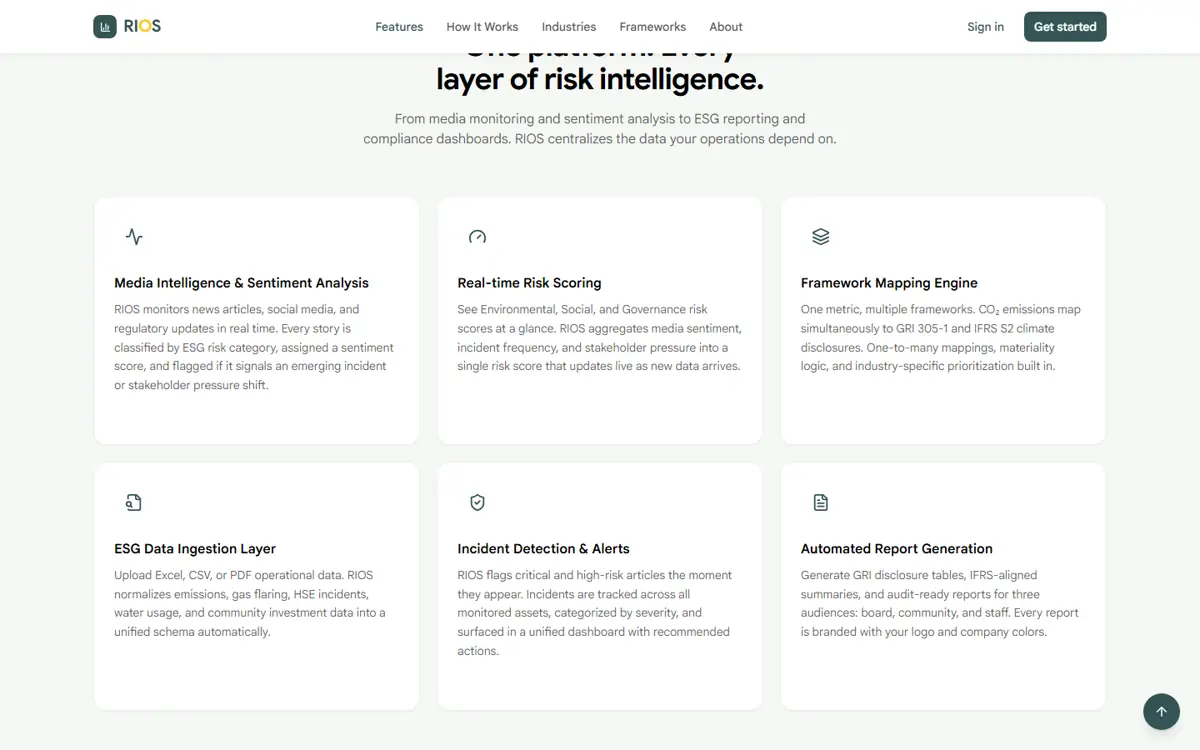 RIOS
Features
How It Works
Industries
Frameworks
About
Sign in
Get started
One platform. Every
layer of risk intelligence.
From media monitoring and sentiment analysis to ESG reporting and
compliance dashboards. RIOS centralizes the data your operations depend on.
Media Intelligence & Sentiment Analysis
RIOS monitors news articles, social media, and
regulatory updates in real time. Every story is
classified by ESG risk category, assigned a sentiment
score, and flagged if it signals an emerging incident
or stakeholder pressure shift.
Real-time Risk Scoring
See Environmental, Social, and Governance risk
scores at a glance. RIOS aggregates media sentiment,
incident frequency, and stakeholder pressure into a
single risk score that updates live as new data arrives.
Framework Mapping Engine
One metric, multiple frameworks. CO₂ emissions map
simultaneously to GRI 305-1 and IFRS S2 climate
disclosures. One-to-many mappings, materiality
logic, and industry-specific prioritization built in.
ESG Data Ingestion Layer
Upload Excel, CSV, or PDF operational data. RIOS
normalizes emissions, gas flaring, HSE incidents,
water usage, and community investment data into a
unified schema automatically.
Incident Detection & Alerts
RIOS flags critical and high-risk articles the moment
they appear. Incidents are tracked across all
monitored assets, categorized by severity, and
surfaced in a unified dashboard with recommended
actions.
Automated Report Generation
Generate GRI disclosure tables, IFRS-aligned
summaries, and audit-ready reports for three
audiences: board, community, and staff. Every report
is branded with your logo and company colors.